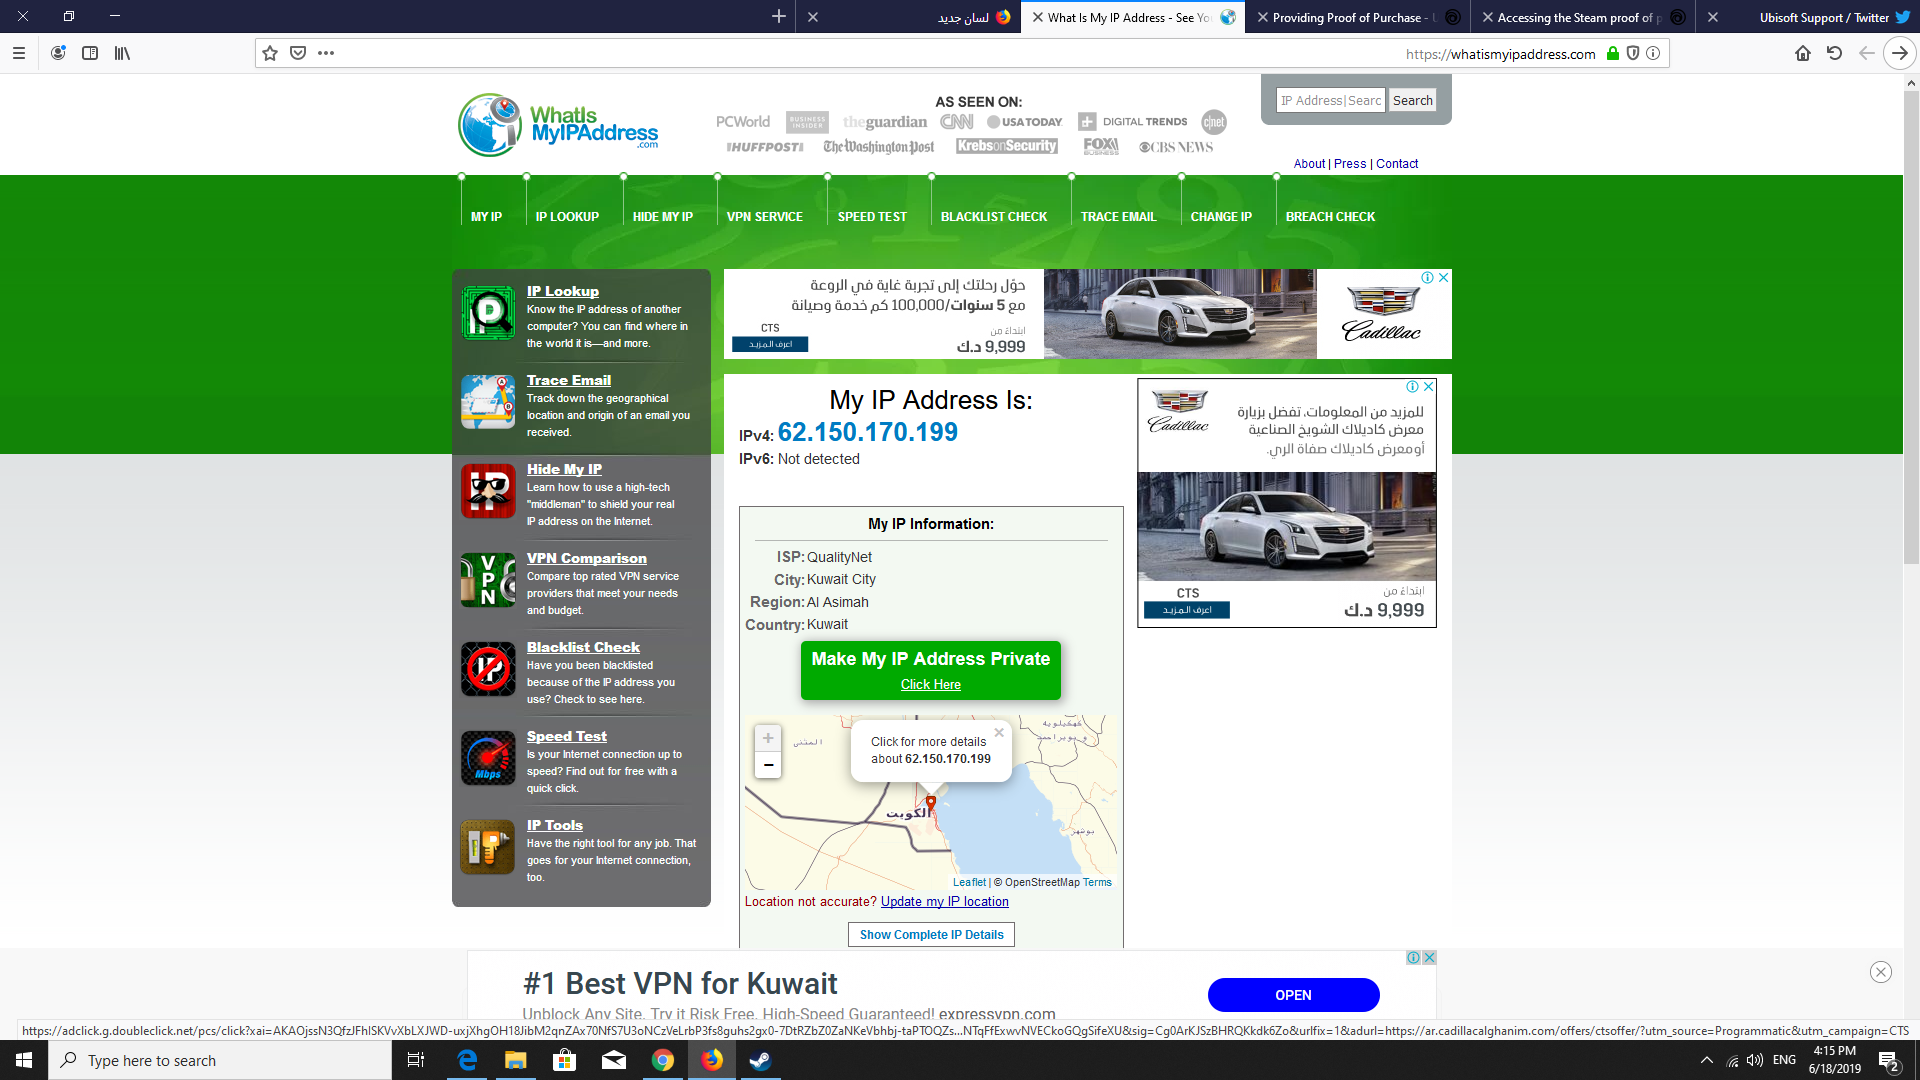 لسان جديد
What Is My IP Address - See Yo
Providing Proof of Purchase - U
Accessing the Steam proof of p
Ubisoft Support / Twitter
https://whatismyipaddress.com
WhatIs
MyIPAddress
.com
AS SEEN ON:
PCWorld
BUSINESS INSIDER
theguardian
CNN
USA TODAY
DIGITAL TRENDS
c|net
HUFFPOST
The Washington Post
KrebsonSecurity
FOX BUSINESS
CBS NEWS
IP Address|Searc
Search
About | Press | Contact
MY IP
IP LOOKUP
HIDE MY IP
VPN SERVICE
SPEED TEST
BLACKLIST CHECK
TRACE EMAIL
CHANGE IP
BREACH CHECK
IP Lookup
Know the IP address of another
computer? You can find where in
the world it is—and more.
Trace Email
Track down the geographical
location and origin of an email you
received.
Hide My IP
Learn how to use a high-tech
"middleman" to shield your real
IP address on the Internet.
VPN Comparison
Compare top rated VPN service
providers that meet your needs
and budget.
Blacklist Check
Have you been blacklisted
because of the IP address you
use? Check to see here.
Speed Test
Is your Internet connection up to
speed? Find out for free with a
quick click.
Mbps
IP Tools
Have the right tool for any job. That
goes for your Internet connection,
too.
حوّل رحلتك إلى تجربة غاية في الروعة
مع 5 سنوات/100,000 كم خدمة وصيانة
CTS
ابتداءً من
اعرف المـزيـد
9,999 د.ك
Cadillac
My IP Address Is:
IPv4: 62.150.170.199
IPv6: Not detected
My IP Information:
ISP: QualityNet
City: Kuwait City
Region: Al Asimah
Country: Kuwait
Make My IP Address Private
Click Here
+
−
Click for more details
about 62.150.170.199
المثنى
كهكيلويه
و بويراحمد
الكويت
بوشهر
Leaflet | © OpenStreetMap Terms
Location not accurate? Update my IP location
Show Complete IP Details
Cadillac
للمزيد من المعلومات، تفضل بزيارة
معرض كاديلاك الشويخ الصناعية
أو معرض كاديلاك صفاة الري.
CTS
ابتداءً من
اعرف المـزيـد
9,999 د.ك
#1 Best VPN for Kuwait
Unblock Any Site. Try it Risk Free. High-Speed Guaranteed! expressvpn.com
OPEN
https://adclick.g.doubleclick.net/pcs/click?xai=AKAOjssN3QfzJFhlSKVvXbLXJWD-uxjXhgOH18JibM2qnZAx70NfS7U3oNCzVeLrbP3fs8guhs2gx0-7DtRZbZ0ZaNKeVbhbj-taPTOQZs...NTqFfExwvNVECkoGQgSifeXU&sig=Cg0ArKJSzBHRQKkdk6Zo&urlfix=1&adurl=https://ar.cadillacalghanim.com/offers/ctsoffer/?utm_source=Programmatic&utm_campaign=CTS
Type here to search
ENG
4:15 PM
6/18/2019
2